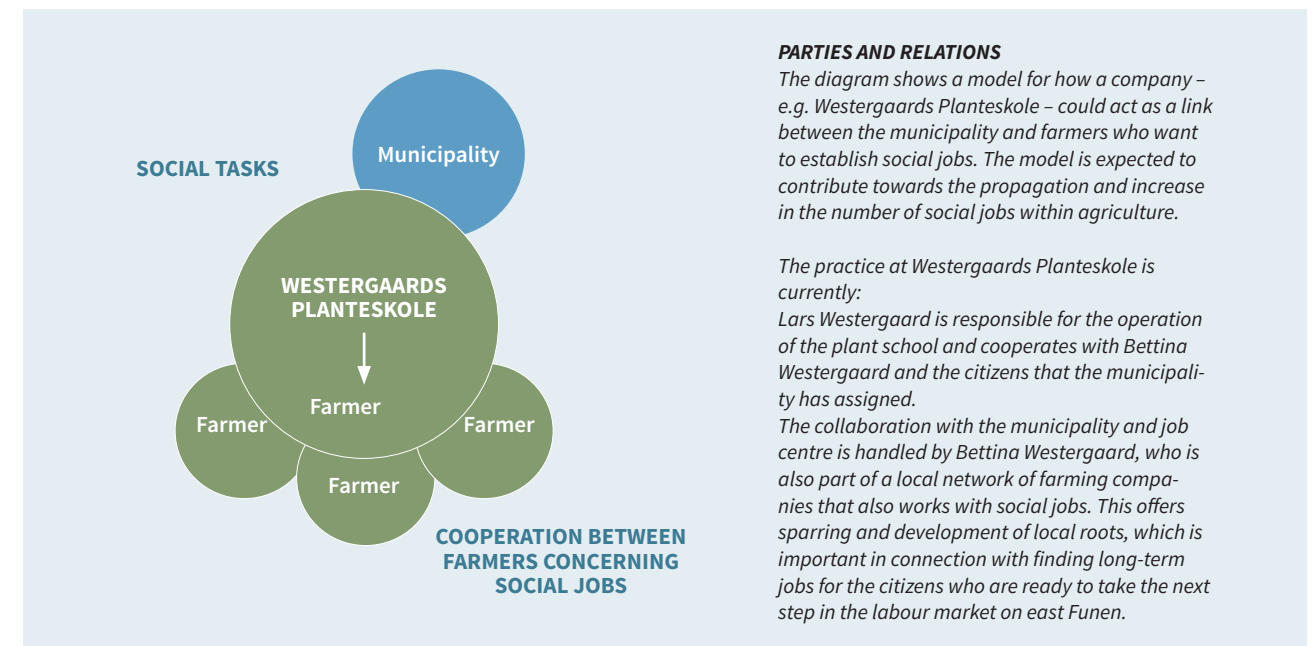 SOCIAL TASKS
Municipality
WESTERGAARDS
PLANTESKOLE
Farmer
Farmer
Farmer
Farmer
COOPERATION BETWEEN
FARMERS CONCERNING
SOCIAL JOBS
PARTIES AND RELATIONS
The diagram shows a model for how a company –
e.g. Westergaards Planteskole – could act as a link
between the municipality and farmers who want
to establish social jobs. The model is expected to
contribute towards the propagation and increase
in the number of social jobs within agriculture.
The practice at Westergaards Planteskole is
currently:
Lars Westergaard is responsible for the operation
of the plant school and cooperates with Bettina
Westergaard and the citizens that the municipali-
ty has assigned.
The collaboration with the municipality and job
centre is handled by Bettina Westergaard, who is
also part of a local network of farming compa-
nies that also works with social jobs. This offers
sparring and development of local roots, which is
important in connection with finding long-term
jobs for the citizens who are ready to take the next
step in the labour market on east Funen.